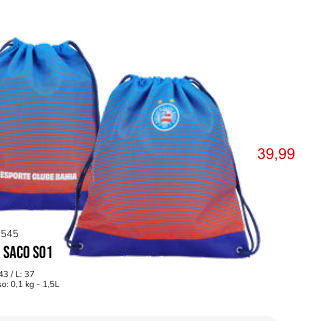 39,99
ESPORTE CLUBE BAHIA
545
SACO S01
43 / L: 37
so: 0,1 kg - 1,5L